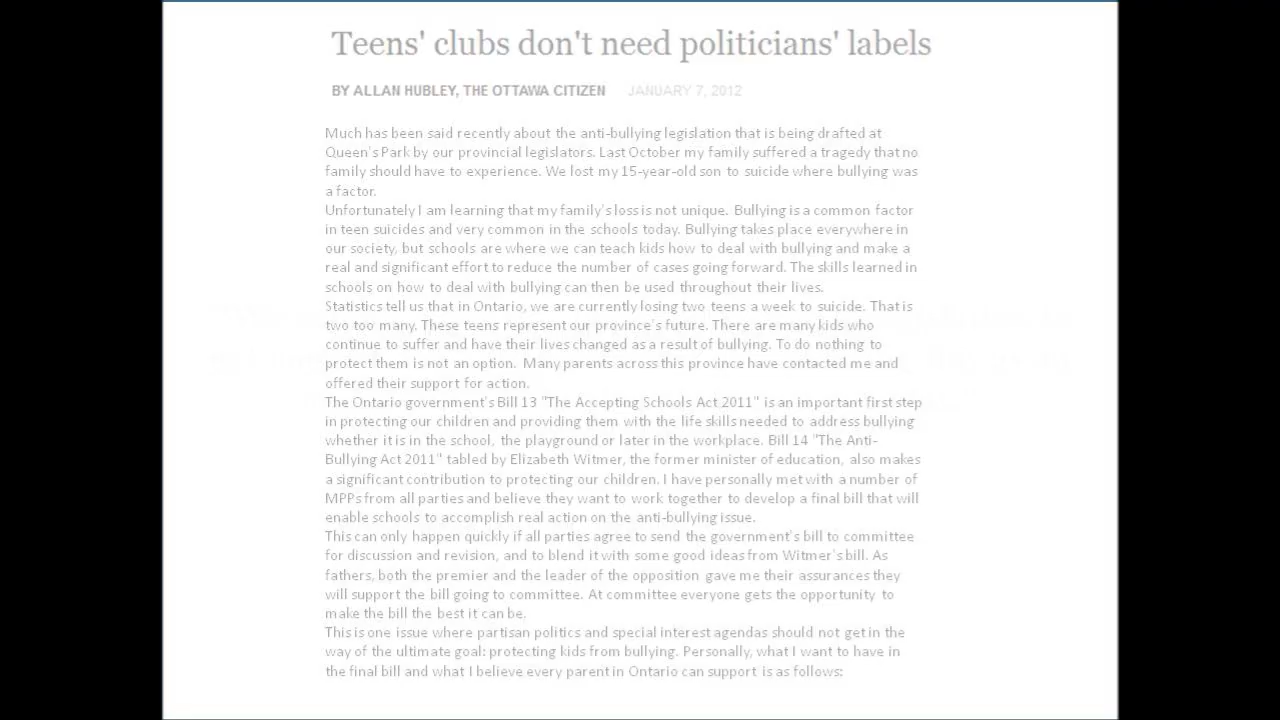 Teens' clubs don't need politicians' labels
BY ALLAN HUBLEY, THE OTTAWA CITIZEN JANUARY 7, 2012
Much has been said recently about the anti-bullying legislation that is being drafted at
Queen's Park by our provincial legislators. Last October my family suffered a tragedy that no
family should have to experience. We lost my 15-year-old son to suicide where bullying was
a factor.
Unfortunately I am learning that my family's loss is not unique. Bullying is a common factor
in teen suicides and very common in the schools today. Bullying takes place everywhere in
our society, but schools are where we can teach kids how to deal with bullying and make a
real and significant effort to reduce the number of cases going forward. The skills learned in
schools on how to deal with bullying can then be used throughout their lives.
Statistics tell us that in Ontario, we are currently losing two teens a week to suicide. That is
two too many. These teens represent our province's future. There are many kids who
continue to suffer and have their lives changed as a result of bullying. To do nothing to
protect them is not an option. Many parents across this province have contacted me and
offered their support for action.
The Ontario government's Bill 13 "The Accepting Schools Act 2011" is an important first step
in protecting our children and providing them with the life skills needed to address bullying
whether it is in the school, the playground or later in the workplace. Bill 14 "The Anti-
Bullying Act 2011" tabled by Elizabeth Witmer, the former minister of education, also makes
a significant contribution to protecting our children. I have personally met with a number of
MPPs from all parties and believe they want to work together to develop a final bill that will
enable schools to accomplish real action on the anti-bullying issue.
This can only happen quickly if all parties agree to send the government's bill to committee
for discussion and revision, and to blend it with some good ideas from Witmer's bill. As
fathers, both the premier and the leader of the opposition gave me their assurances they
will support the bill going to committee. At committee everyone gets the opportunity to
make the bill the best it can be.
This is one issue where partisan politics and special interest agendas should not get in the
way of the ultimate goal: protecting kids from bullying. Personally, what I want to have in
the final bill and what I believe every parent in Ontario can support is as follows: